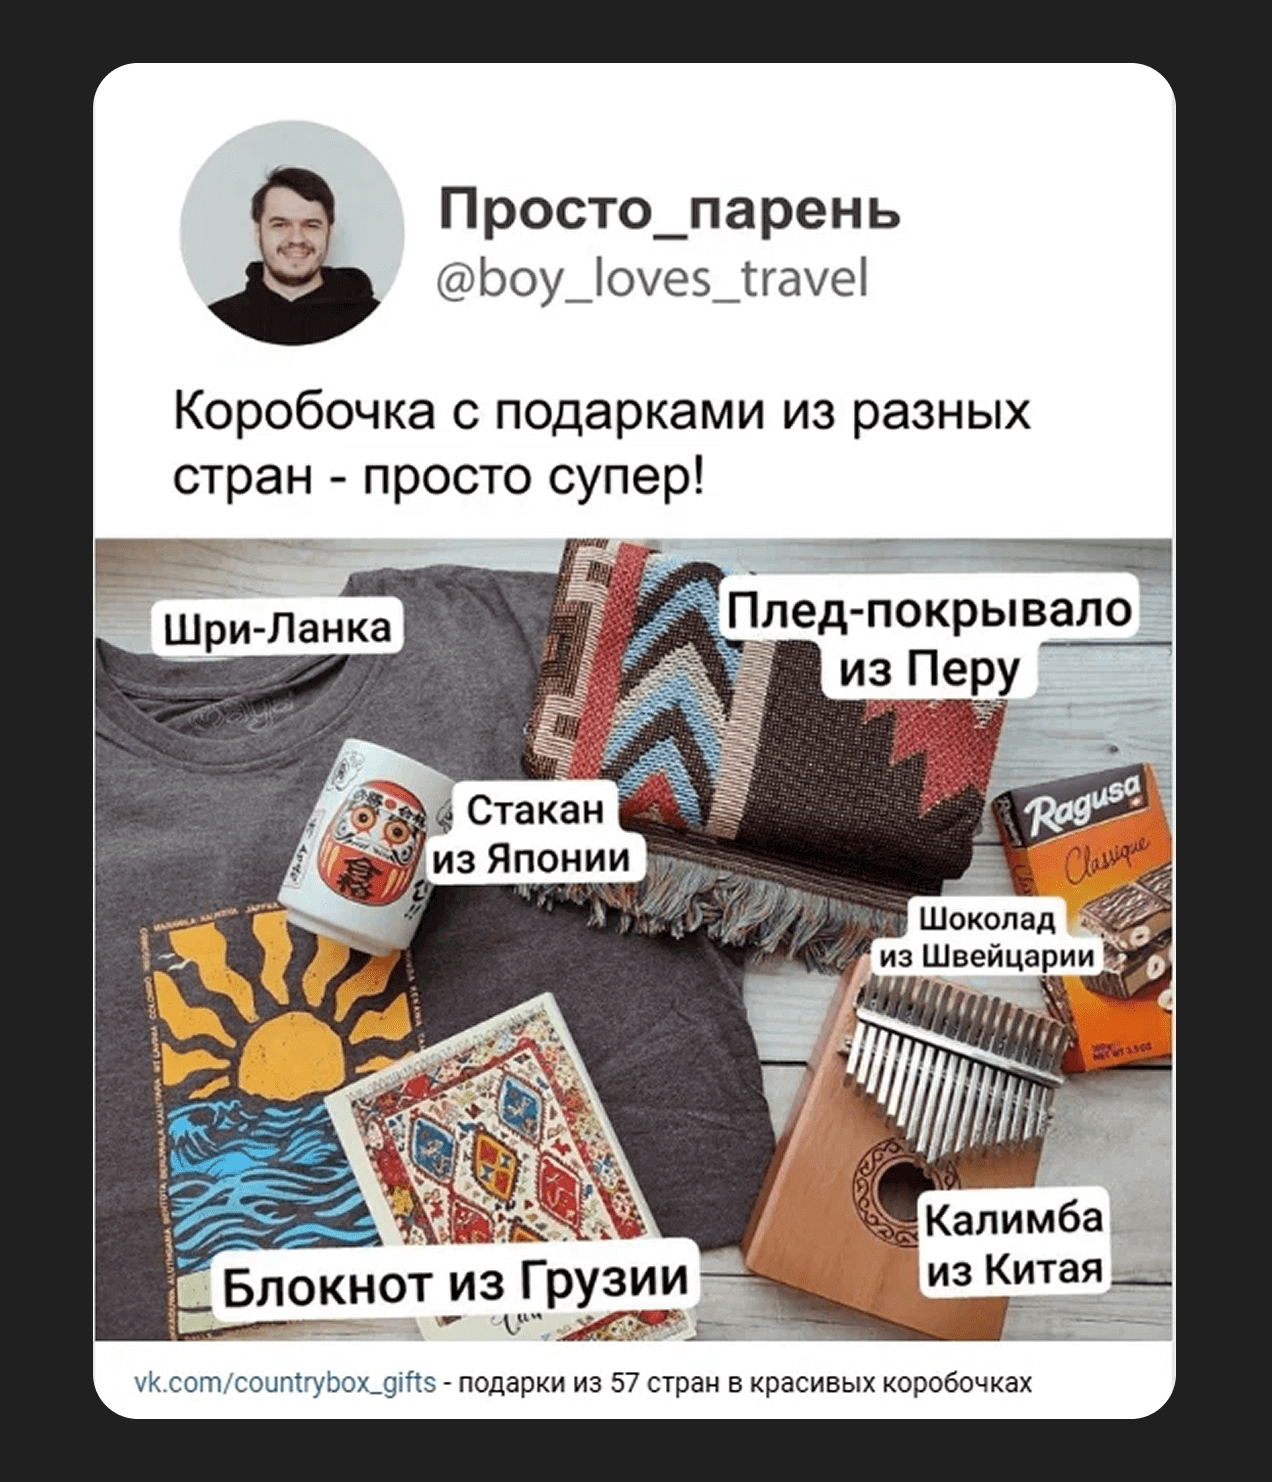 Просто_парень
@boy_loves_travel
Коробочка с подарками из разных
стран - просто супер!
Шри-Ланка
Плед-покрывало
из Перу
Стакан
из Японии
Ragusa
Classique
Шоколад
из Швейцарии
Калимба
из Китая
Блокнот из Грузии
vk.com/countrybox_gifts - подарки из 57 стран в красивых коробочках